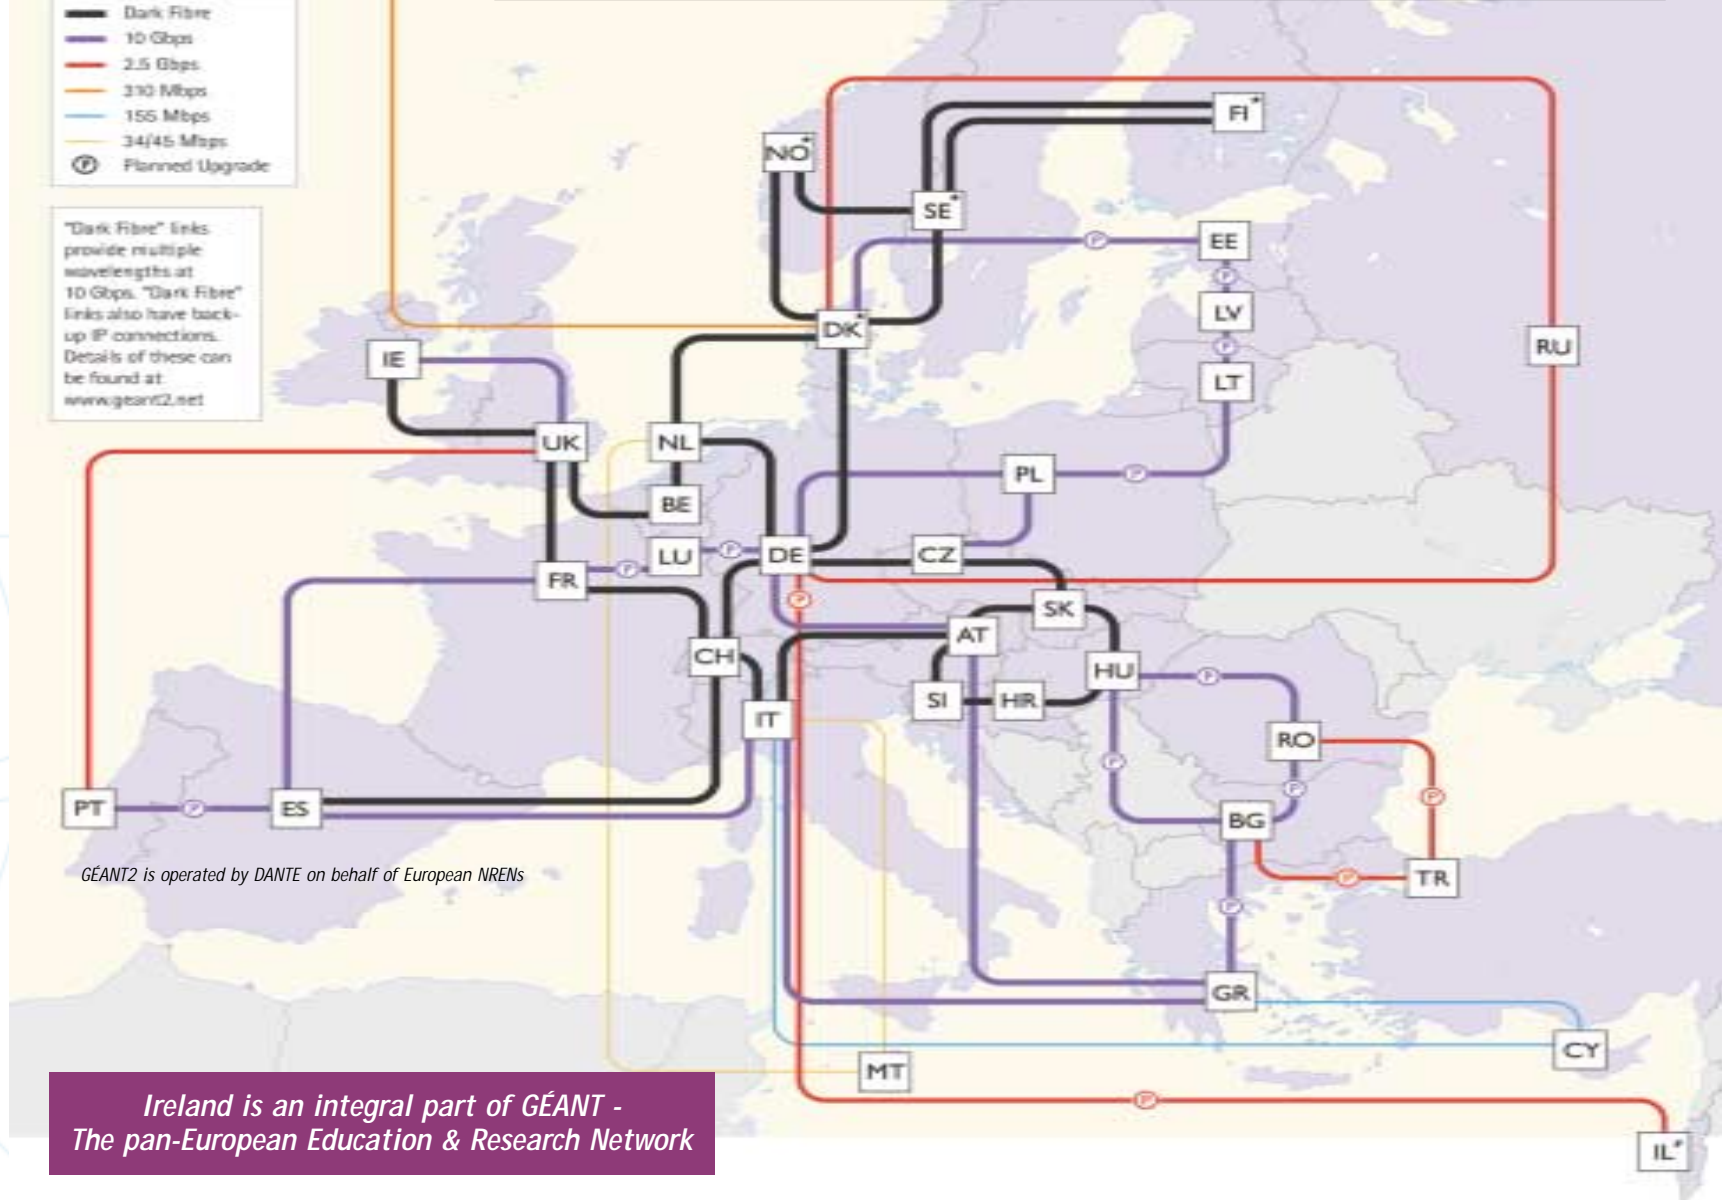 Dark Fibre
10 Gbps
2.5 Gbps
310 Mbps
155 Mbps
34/45 Mbps
P Planned Upgrade
"Dark Fibre" links
provide multiple
wavelengths at
10 Gbps. "Dark Fibre"
links also have back-
up IP connections.
Details of these can
be found at
www.geant2.net
FI*
NO*
SE*
EE
LV
DK*
RU
IE
LT
UK
NL
PL
BE
LU
DE
CZ
FR
SK
AT
CH
HU
SI
HR
IT
RO
PT
ES
BG
TR
GR
CY
MT
IL*
GÉANT2 is operated by DANTE on behalf of European NRENs
Ireland is an integral part of GÉANT -
The pan-European Education & Research Network